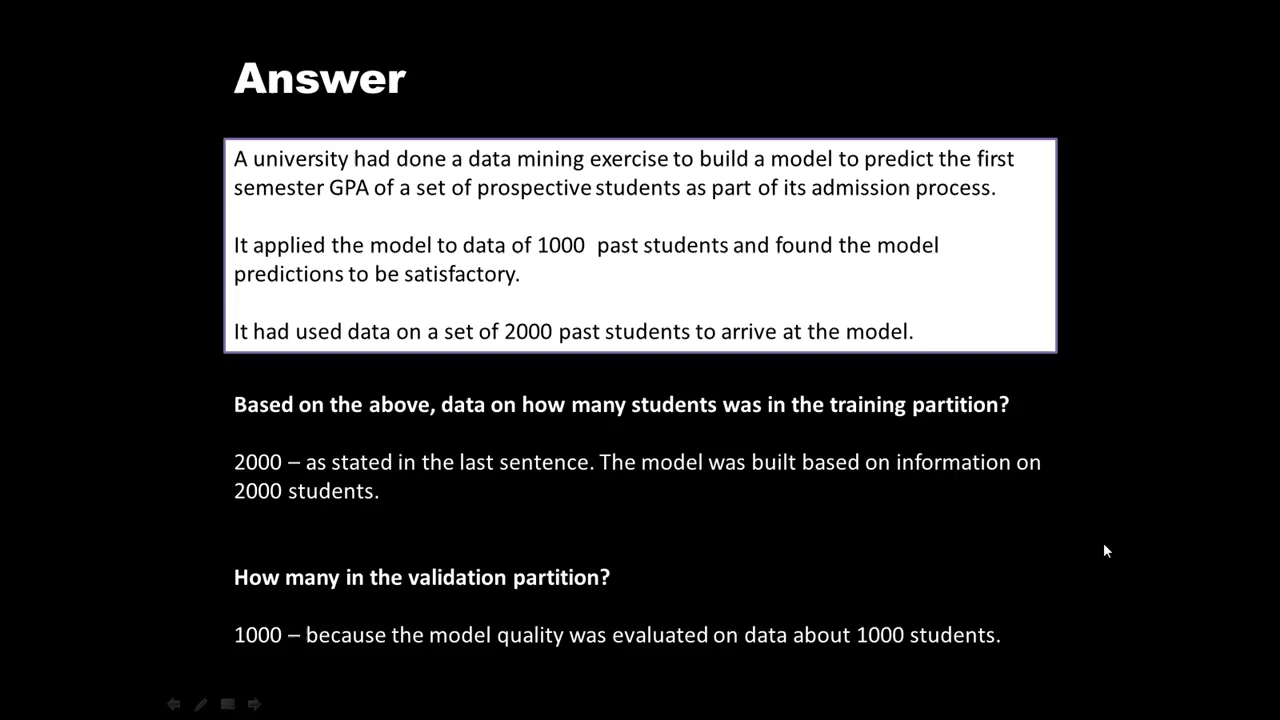 Answer
A university had done a data mining exercise to build a model to predict the first
semester GPA of a set of prospective students as part of its admission process.
It applied the model to data of 1000  past students and found the model
predictions to be satisfactory.
It had used data on a set of 2000 past students to arrive at the model.
Based on the above, data on how many students was in the training partition?
2000 – as stated in the last sentence. The model was built based on information on
2000 students.
How many in the validation partition?
1000 – because the model quality was evaluated on data about 1000 students.